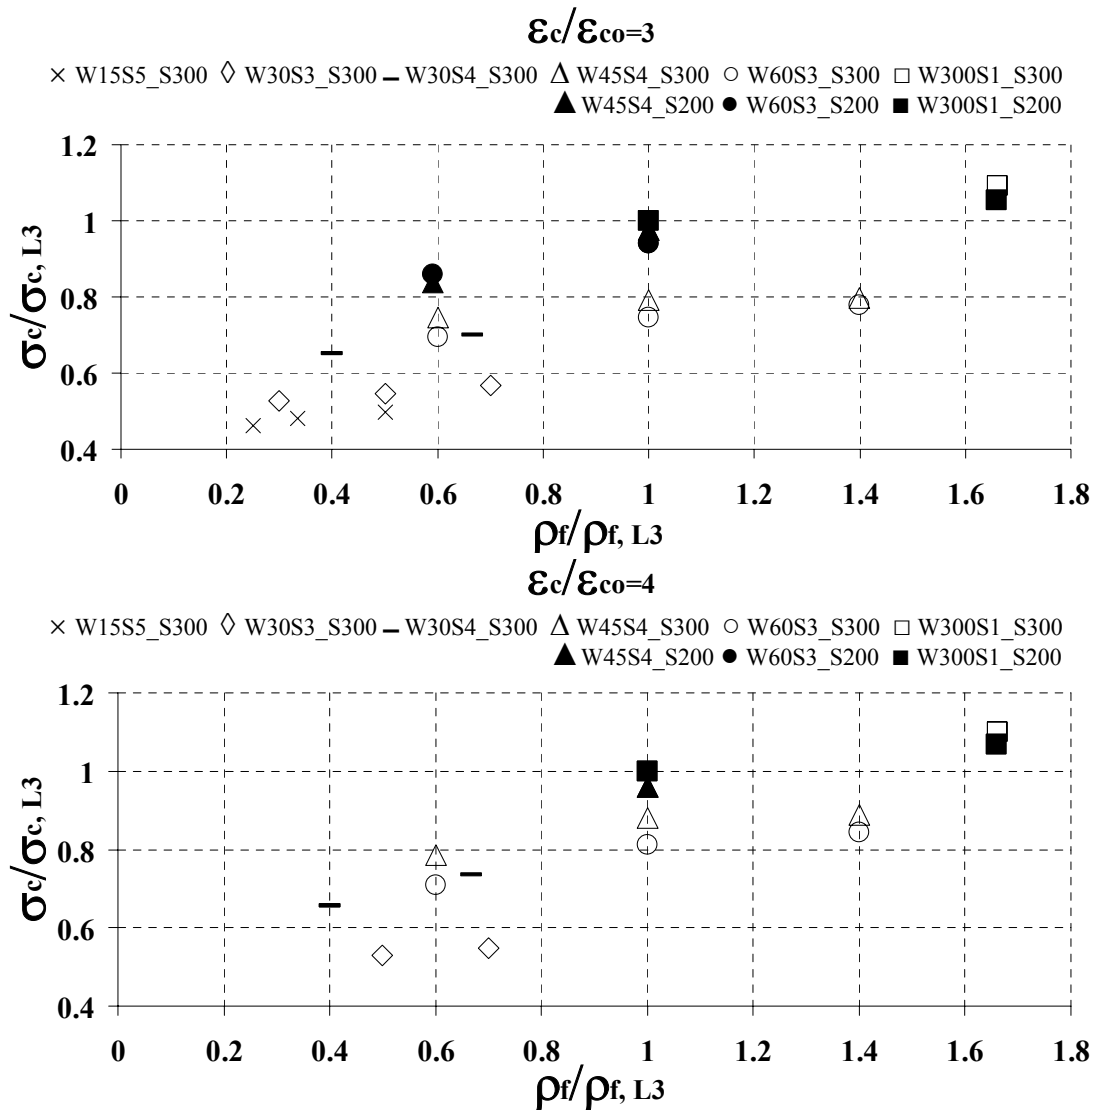 εc/εco=3
× W15S5_S300 ◇ W30S3_S300 – W30S4_S300 △ W45S4_S300 ○ W60S3_S300 □ W300S1_S300
▲ W45S4_S200 ● W60S3_S200 ■ W300S1_S200
1.2
1
0.8
0.6
0.4
σc/σc, L3
0 0.2 0.4 0.6 0.8 1 1.2 1.4 1.6 1.8
ρf/ρf, L3
εc/εco=4
× W15S5_S300 ◇ W30S3_S300 – W30S4_S300 △ W45S4_S300 ○ W60S3_S300 □ W300S1_S300
▲ W45S4_S200 ● W60S3_S200 ■ W300S1_S200
1.2
1
0.8
0.6
0.4
σc/σc, L3
0 0.2 0.4 0.6 0.8 1 1.2 1.4 1.6 1.8
ρf/ρf, L3